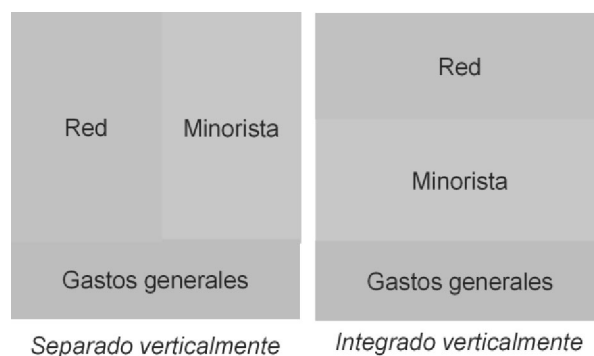 Red
Minorista
Gastos generales
Separado verticalmente
Red
Minorista
Gastos generales
Integrado verticalmente